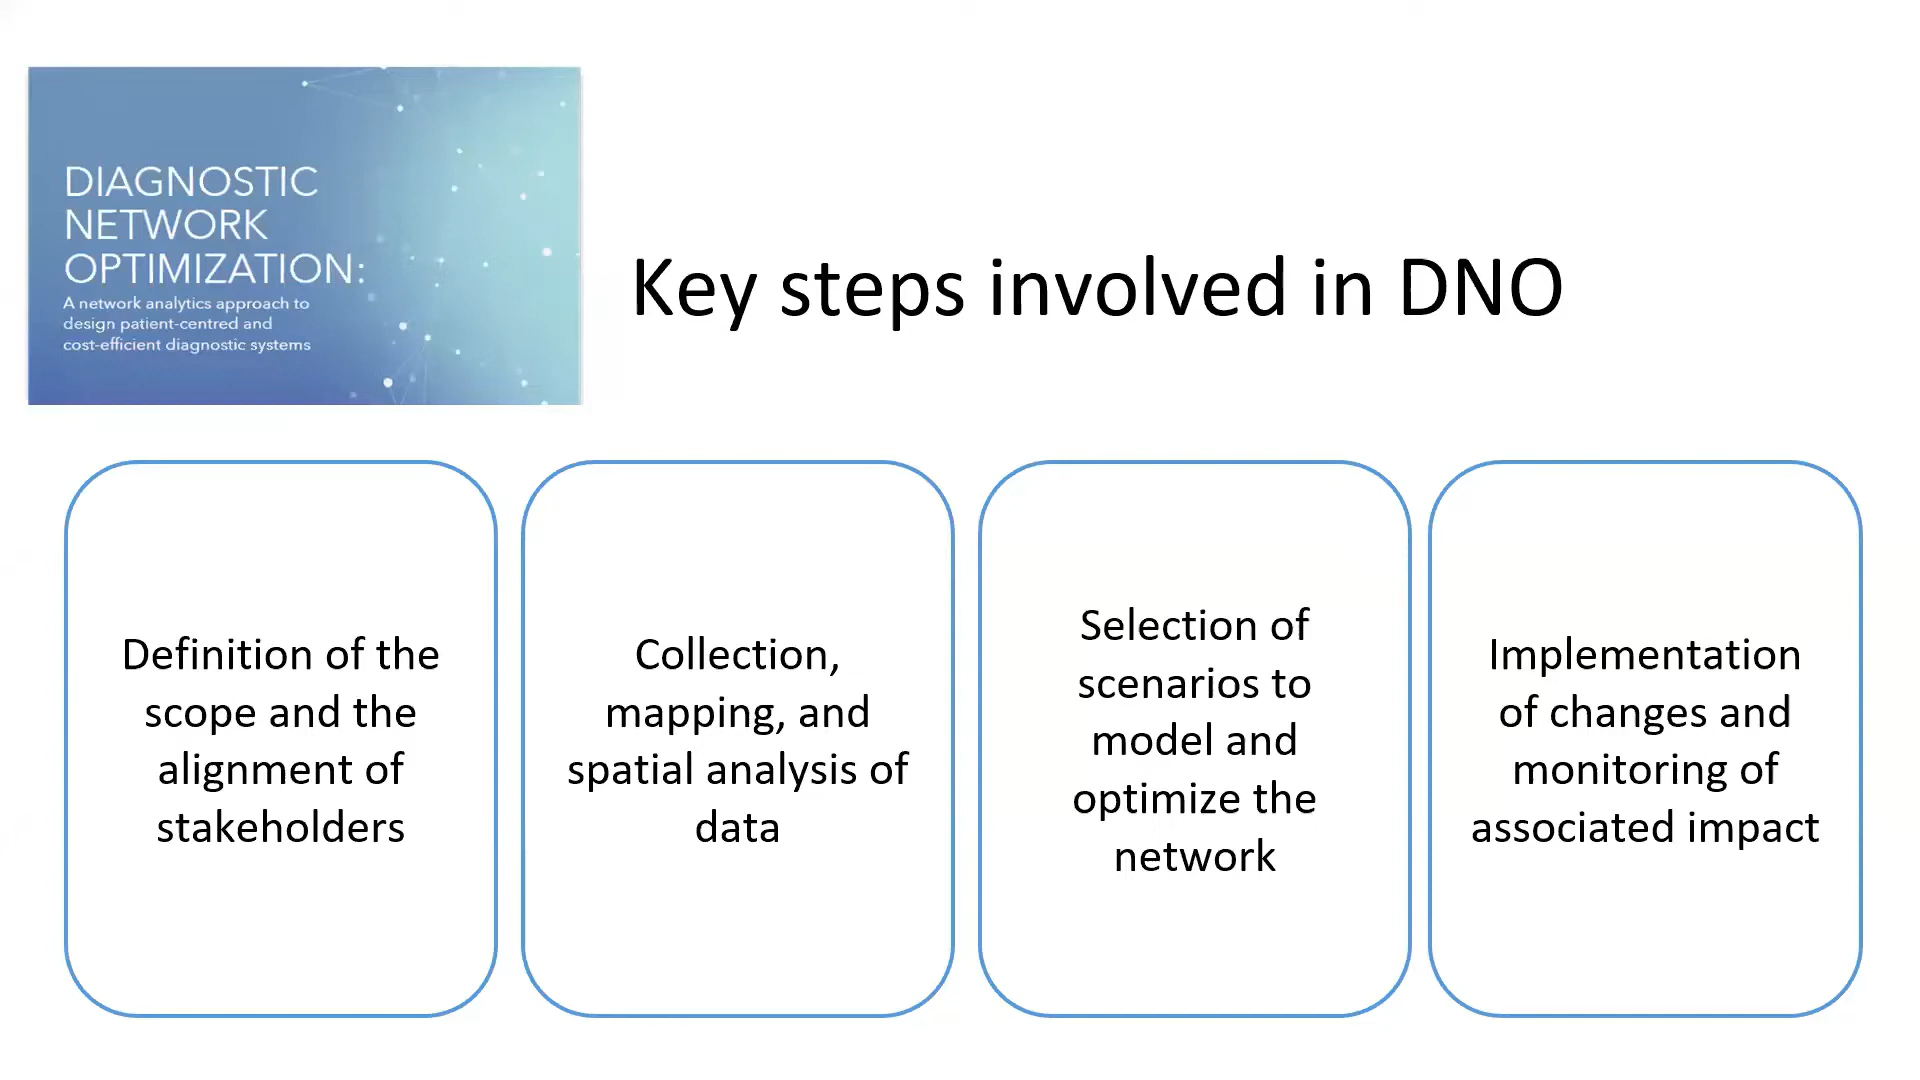 DIAGNOSTIC
NETWORK
OPTIMIZATION:
A network analytics approach to
design patient-centred and
cost-efficient diagnostic systems
Key steps involved in DNO
Definition of the
scope and the
alignment of
stakeholders
Collection,
mapping, and
spatial analysis of
data
Selection of
scenarios to
model and
optimize the
network
Implementation
of changes and
monitoring of
associated impact